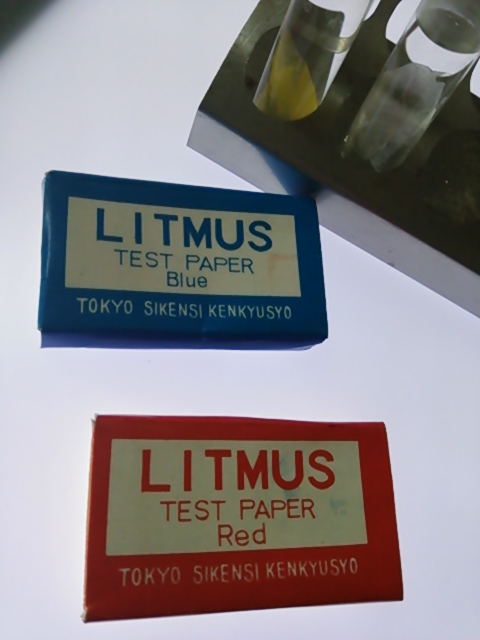 LITMUS
TEST PAPER
Blue
TOKYO SIKENSI KENKYUSYO
LITMUS
TEST PAPER
Red
TOKYO SIKENSI KENKYUSYO